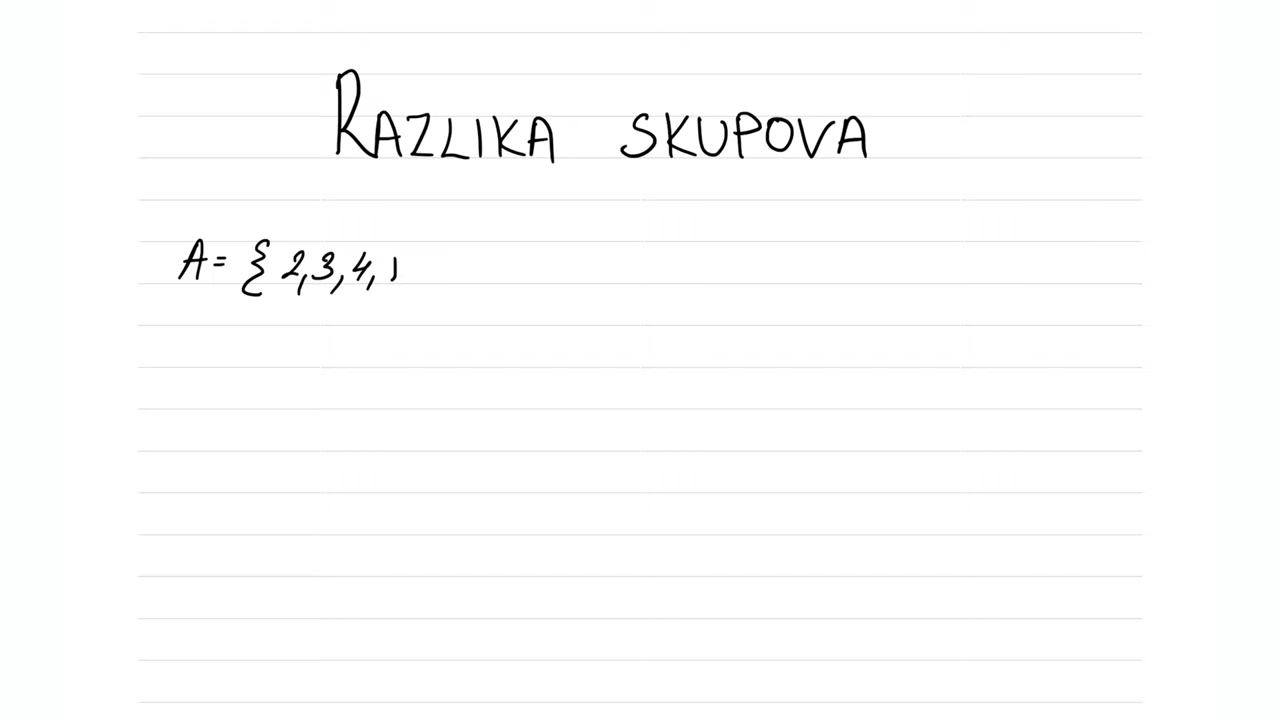 RAZLIKA SKUPOVA
A = { 2, 3, 4,